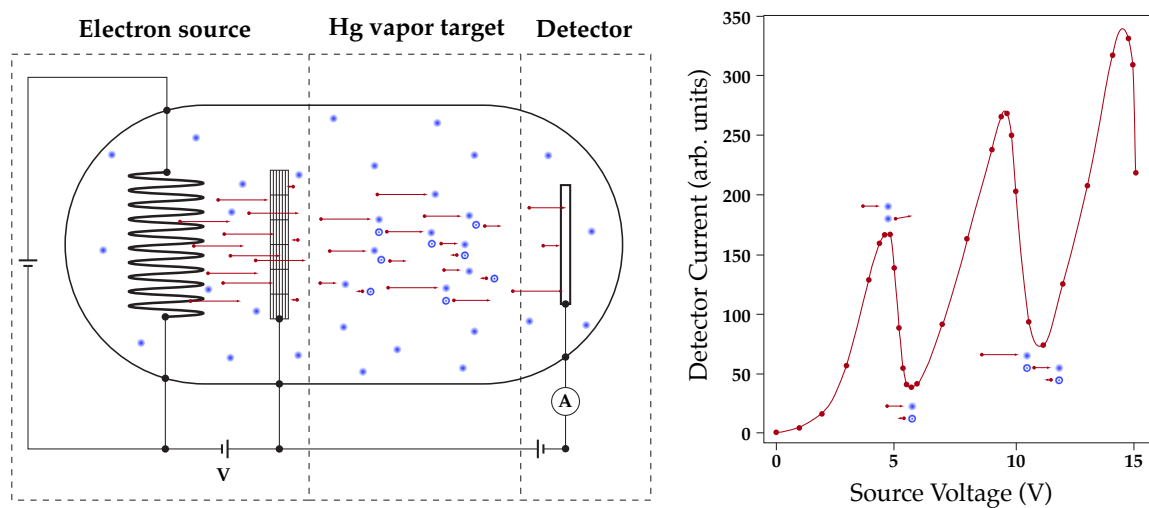 Electron source
Hg vapor target
Detector
V
A
Detector Current (arb. units)
350
300
250
200
150
100
50
0
0
5
10
15
Source Voltage (V)